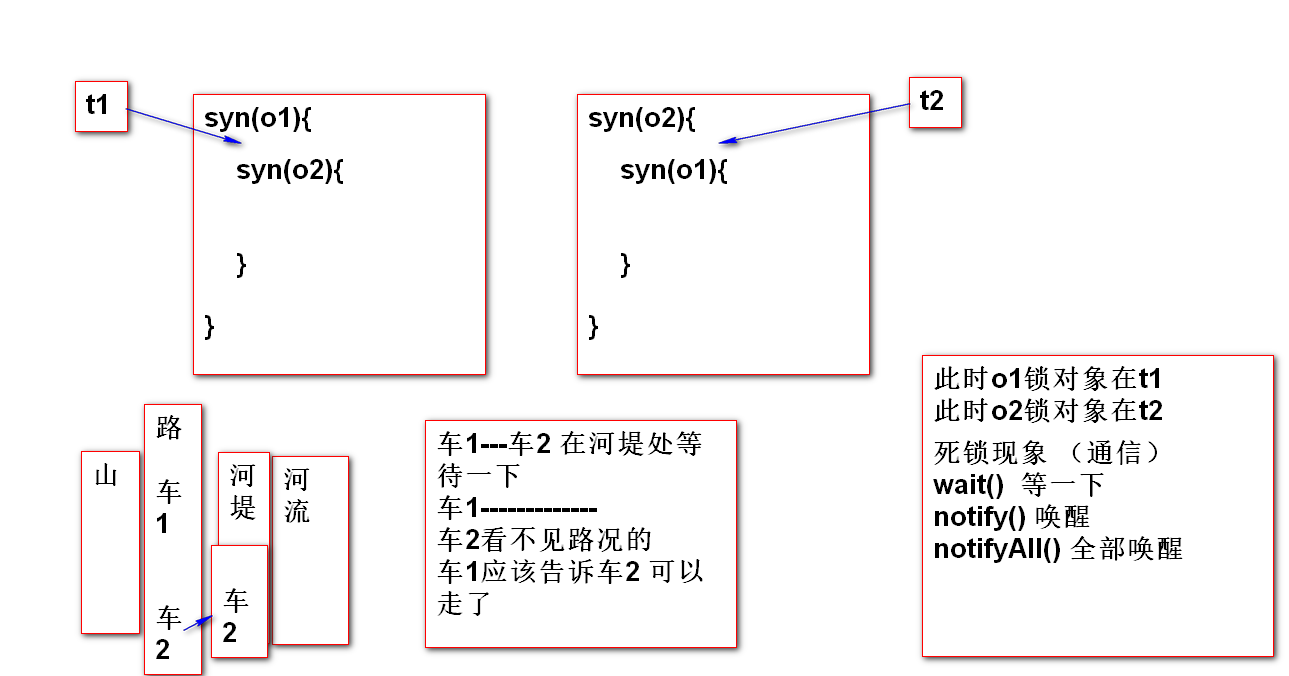 t1
syn(o1){
syn(o2){
}
}
syn(o2){
syn(o1){
}
}
t2
山
路
车
1
车
2
河
堤
车
2
河
流
车1---车2 在河堤处等
待一下
车1-------------
车2看不见路况的
车1应该告诉车2 可以
走了
此时o1锁对象在t1
此时o2锁对象在t2
死锁现象 （通信）
wait() 等一下
notify() 唤醒
notifyAll() 全部唤醒